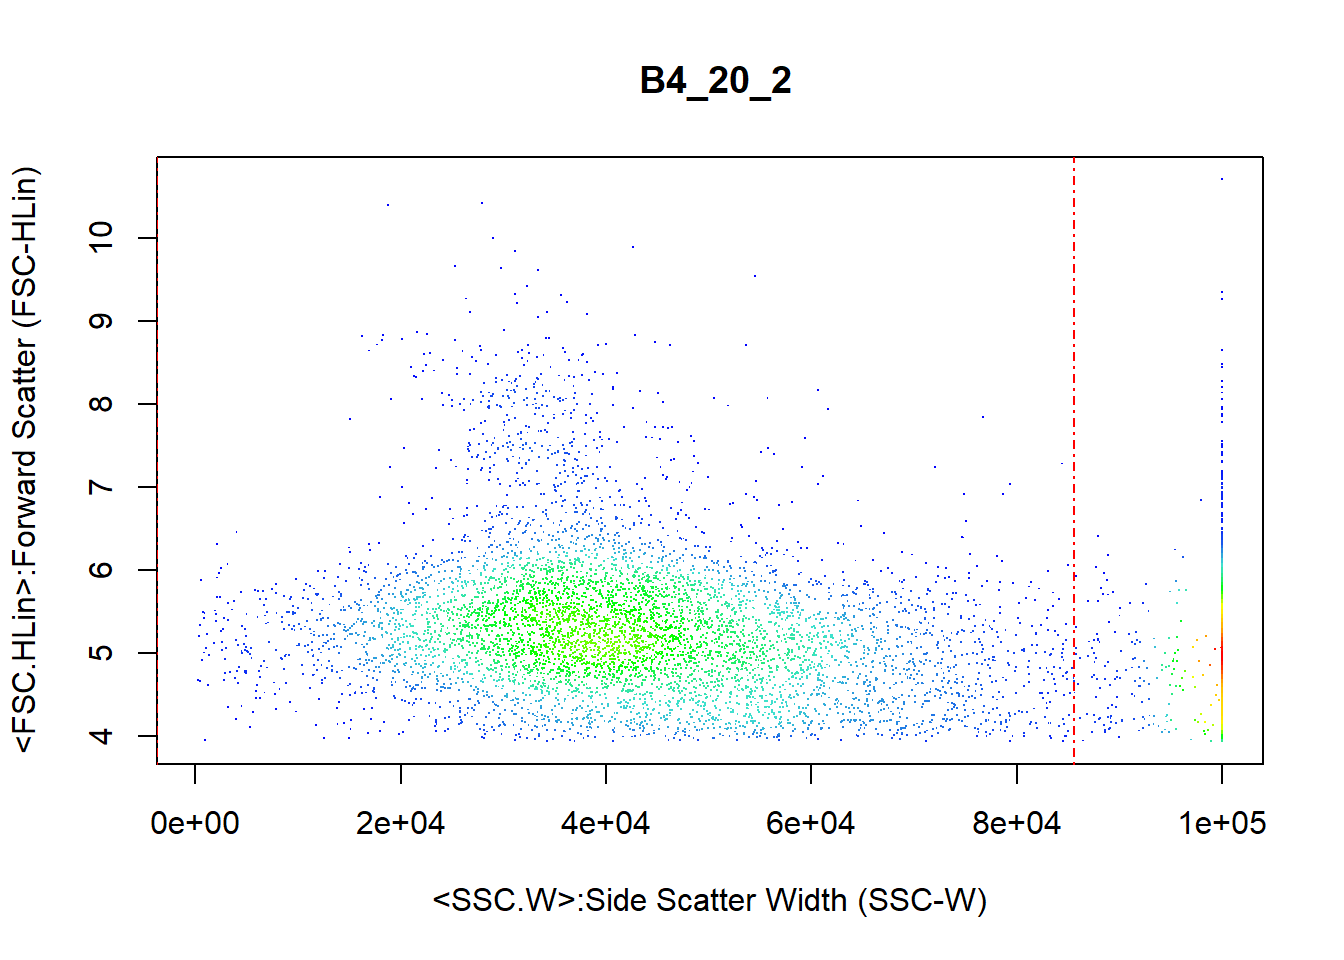 B4_20_2
<FSC.HLin>:Forward Scatter (FSC-HLin)
10
9
8
7
6
5
4
0e+00 2e+04 4e+04 6e+04 8e+04 1e+05
<SSC.W>:Side Scatter Width (SSC-W)